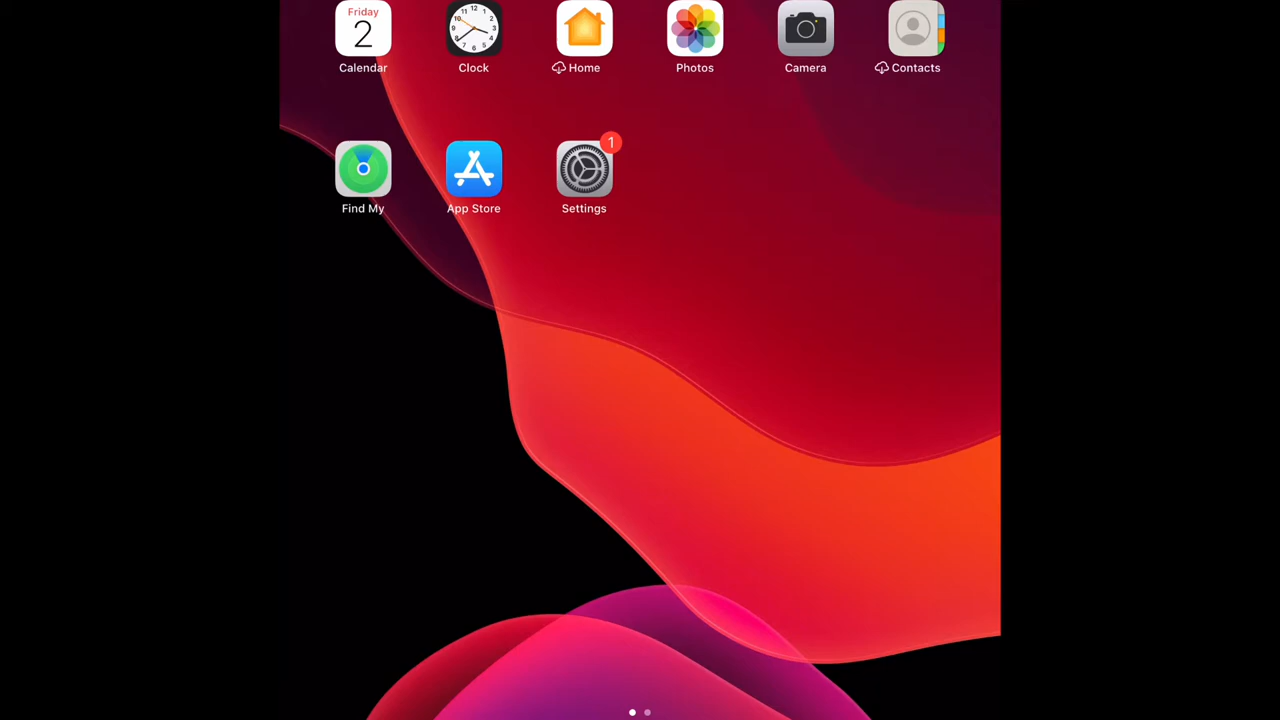 Friday
2
Calendar
Clock
Home
Photos
Camera
Contacts
1
Find My
App Store
Settings